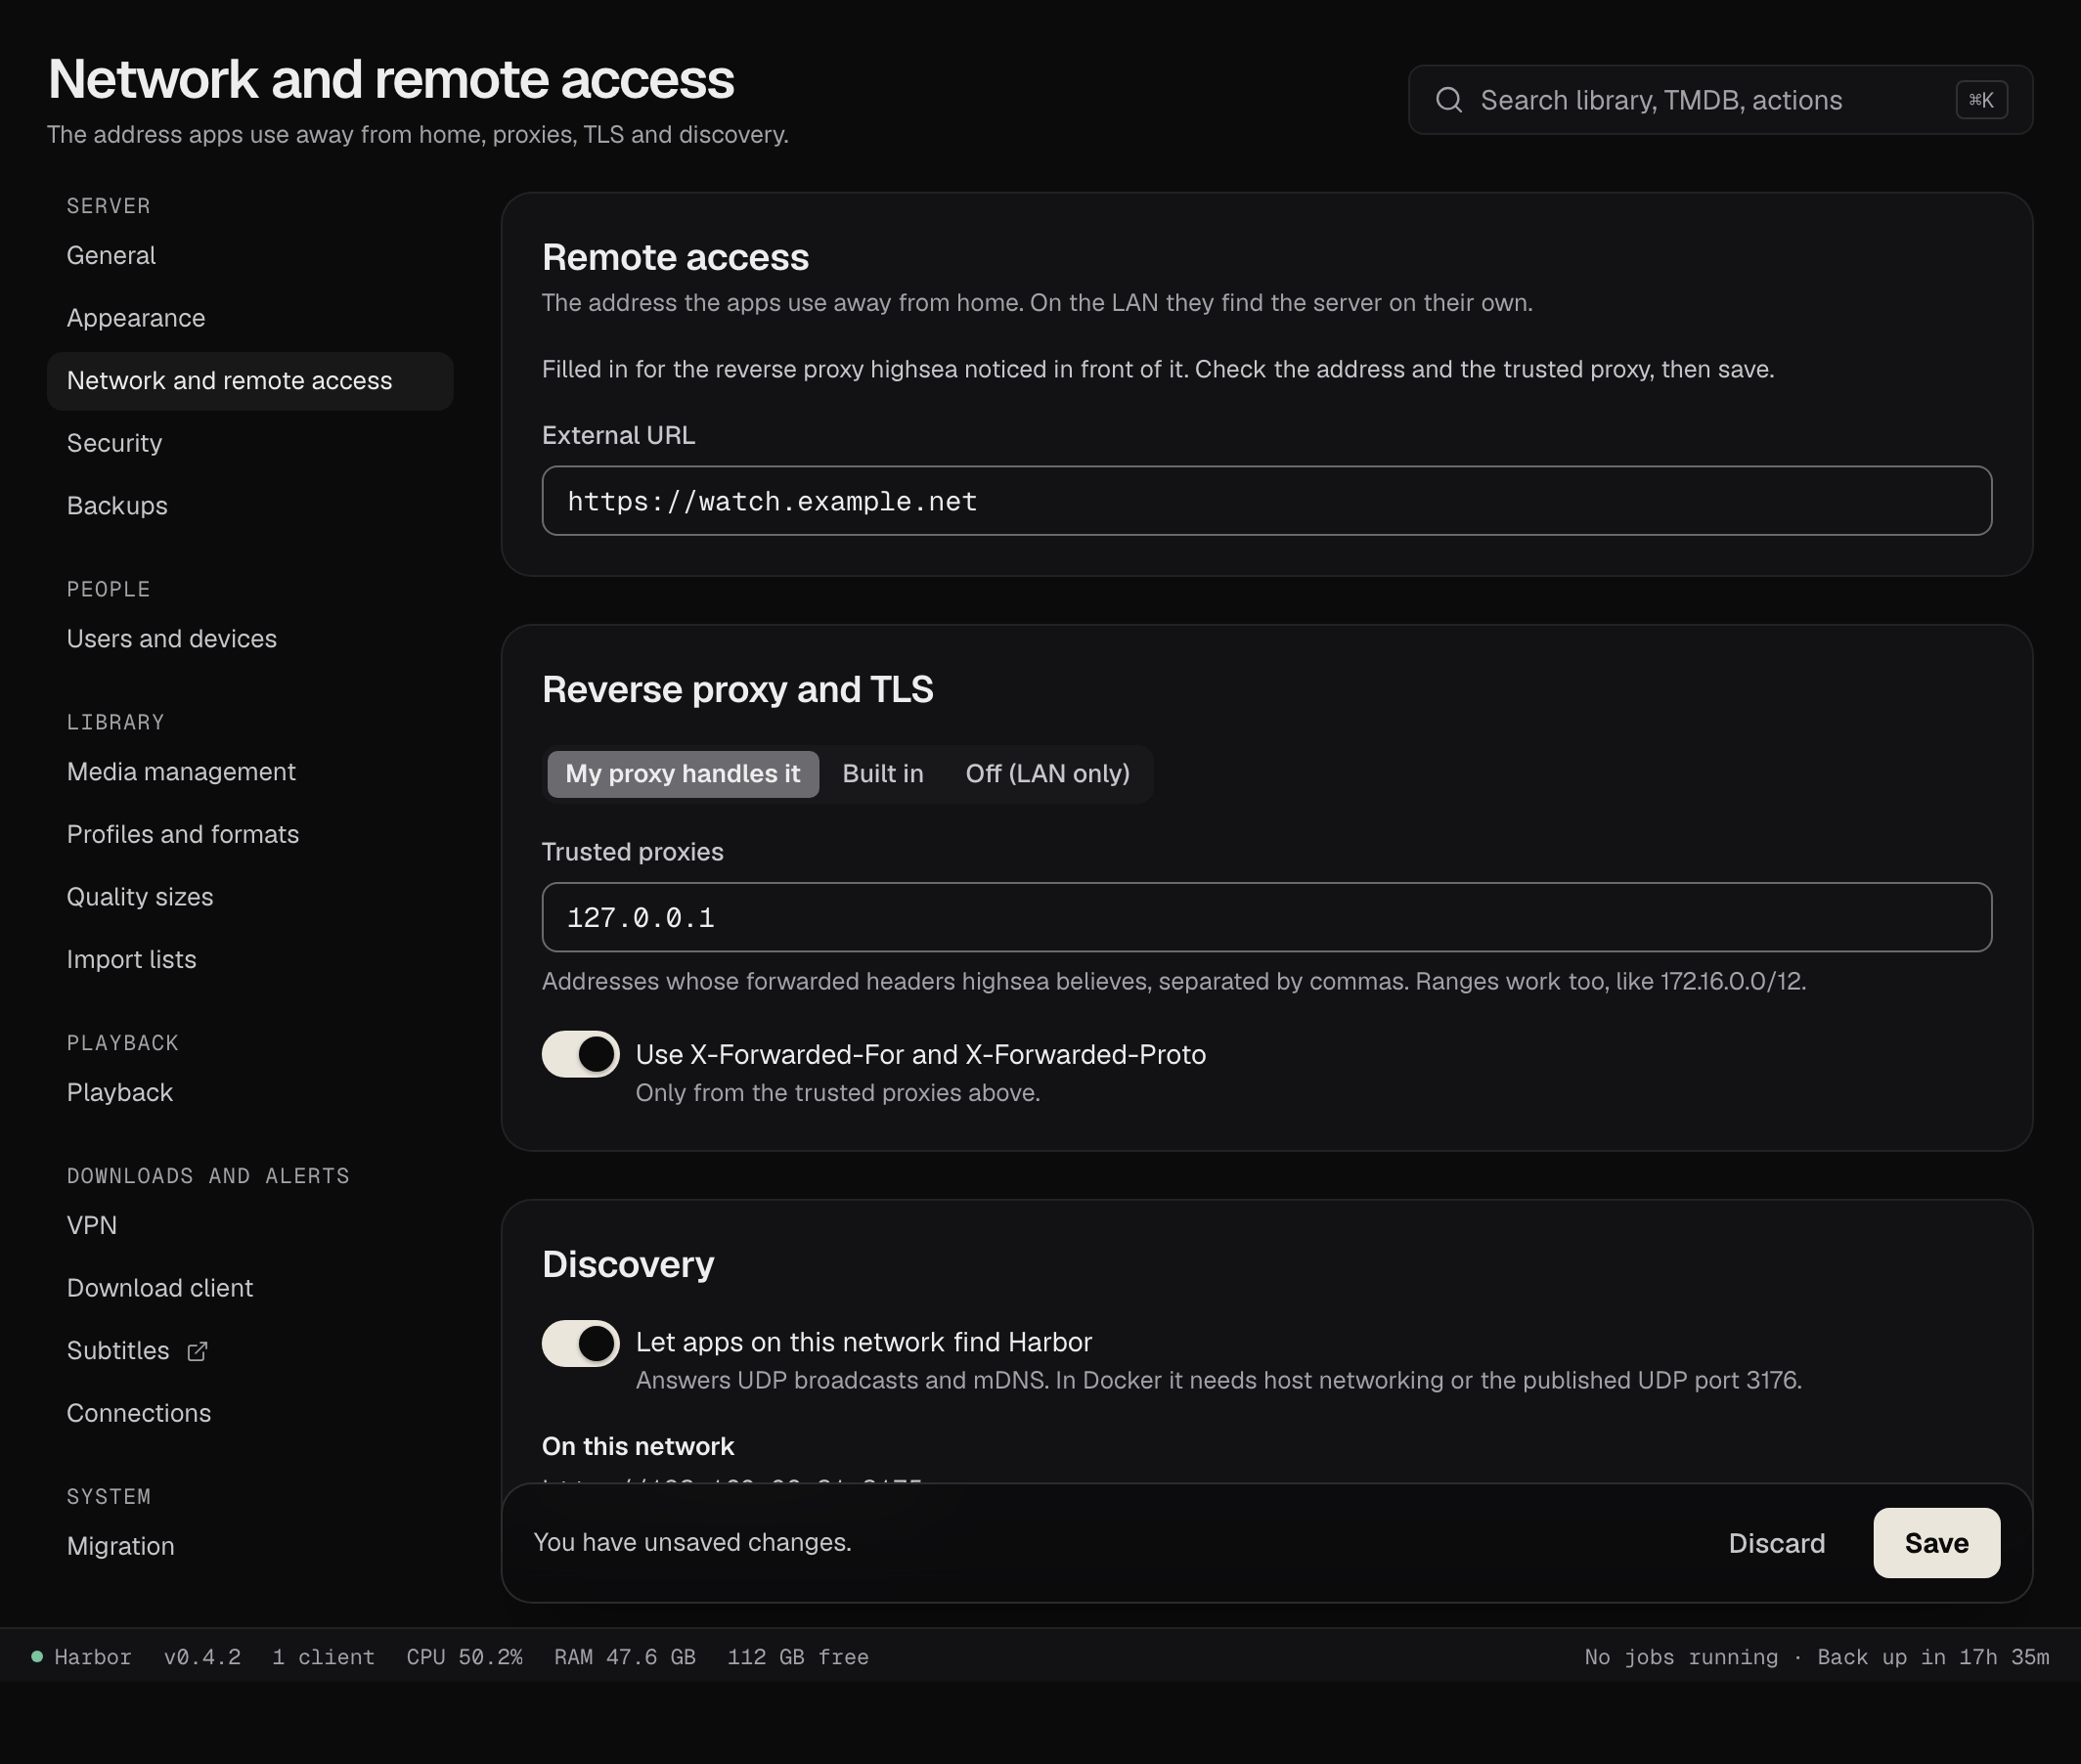 Network and remote access
The address apps use away from home, proxies, TLS and discovery.
Search library, TMDB, actions
⌘K
SERVER
General
Appearance
Network and remote access
Security
Backups
PEOPLE
Users and devices
LIBRARY
Media management
Profiles and formats
Quality sizes
Import lists
PLAYBACK
Playback
DOWNLOADS AND ALERTS
VPN
Download client
Subtitles
Connections
SYSTEM
Migration
Remote access
The address the apps use away from home. On the LAN they find the server on their own.
Filled in for the reverse proxy highsea noticed in front of it. Check the address and the trusted proxy, then save.
External URL
https://watch.example.net
Reverse proxy and TLS
My proxy handles it
Built in
Off (LAN only)
Trusted proxies
127.0.0.1
Addresses whose forwarded headers highsea believes, separated by commas. Ranges work too, like 172.16.0.0/12.
Use X-Forwarded-For and X-Forwarded-Proto
Only from the trusted proxies above.
Discovery
Let apps on this network find Harbor
Answers UDP broadcasts and mDNS. In Docker it needs host networking or the published UDP port 3176.
On this network
You have unsaved changes.
Discard
Save
Harbor v0.4.2 1 client CPU 50.2% RAM 47.6 GB 112 GB free
No jobs running · Back up in 17h 35m